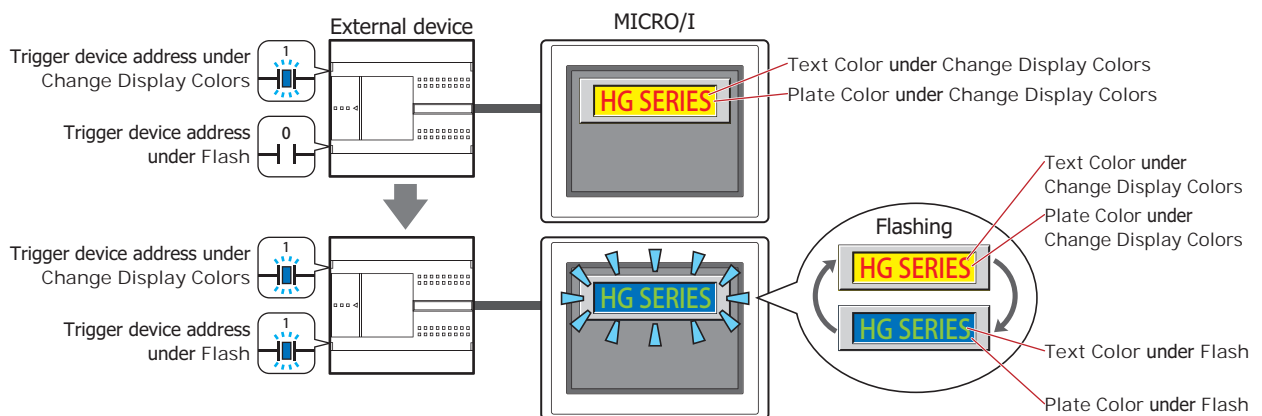 External device
MICRO/I
Trigger device address under
Change Display Colors
1
Trigger device address
under Flash
0
HG SERIES
Text Color under Change Display Colors
Plate Color under Change Display Colors
Trigger device address under
Change Display Colors
1
Trigger device address
under Flash
1
HG SERIES
Flashing
HG SERIES
HG SERIES
Text Color under
Change Display Colors
Plate Color under
Change Display Colors
Text Color under Flash
Plate Color under Flash